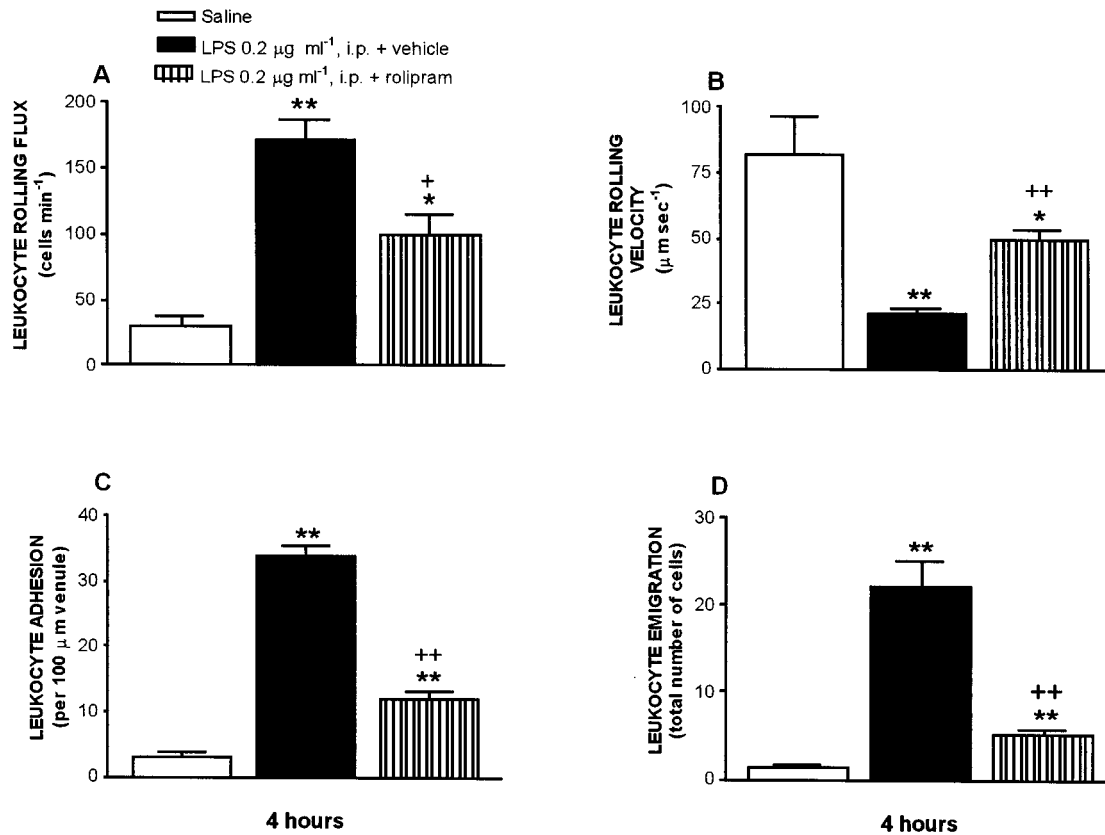 Saline
LPS 0.2 μg ml⁻¹, i.p. + vehicle
LPS 0.2 μg ml⁻¹, i.p. + rolipram
A
LEUKOCYTE ROLLING FLUX
(cells min⁻¹)
200
150
100
50
0
**
+
*
B
LEUKOCYTE ROLLING
VELOCITY
(μm sec⁻¹)
100
75
50
25
0
**
++
*
C
LEUKOCYTE ADHESION
(per 100 μm venule)
40
30
20
10
0
**
++
**
4 hours
D
LEUKOCYTE EMIGRATION
(total number of cells)
30
20
10
0
**
++
**
4 hours